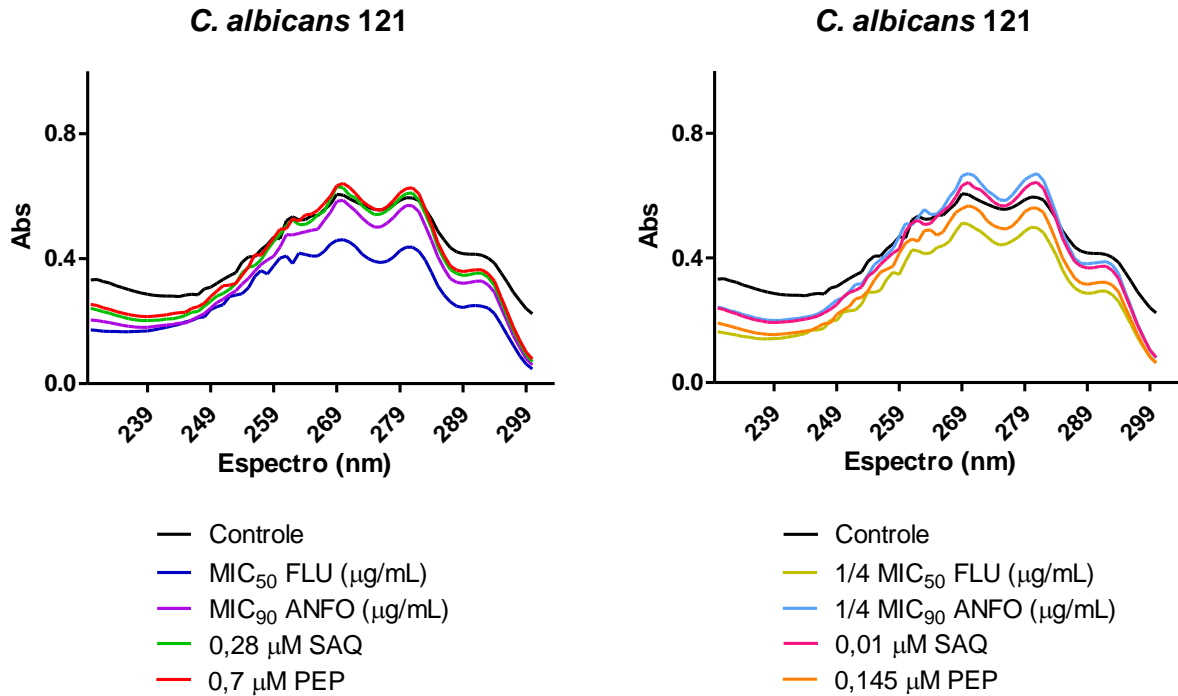 C. albicans 121
0.8
0.4
0.0
Abs
239 249 259 269 279 289 299
Espectro (nm)
Controle
MIC50 FLU (μg/mL)
MIC90 ANFO (μg/mL)
0,28 μM SAQ
0,7 μM PEP
C. albicans 121
0.8
0.4
0.0
Abs
239 249 259 269 279 289 299
Espectro (nm)
Controle
1/4 MIC50 FLU (μg/mL)
1/4 MIC90 ANFO (μg/mL)
0,01 μM SAQ
0,145 μM PEP